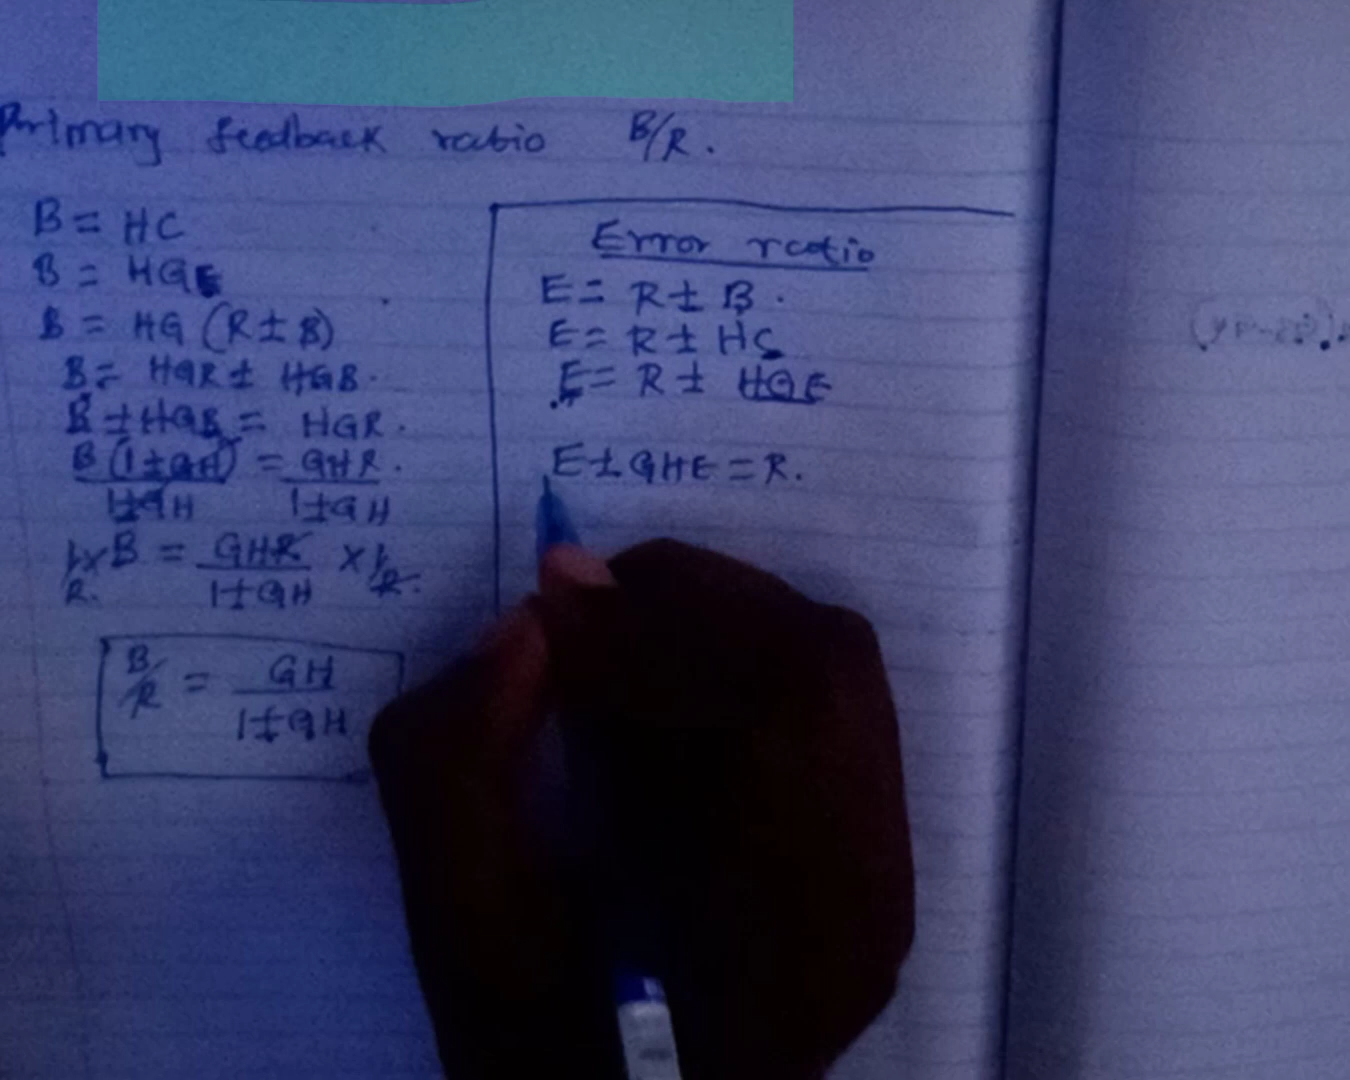 Primary feedback ratio B/R.
B = HC
B = HGE
B = HG (R ± B)
B = HGR ± HGB.
B ± HGB = HGR.
B (1±GH) = GHR.
1±GH 1±GH
1/R × B = GHR/1±GH × 1/R.
B/R = GH/1±GH
Error ratio
E = R ± B.
E = R ± HC
E = R ± HGE
E ± GHE = R.